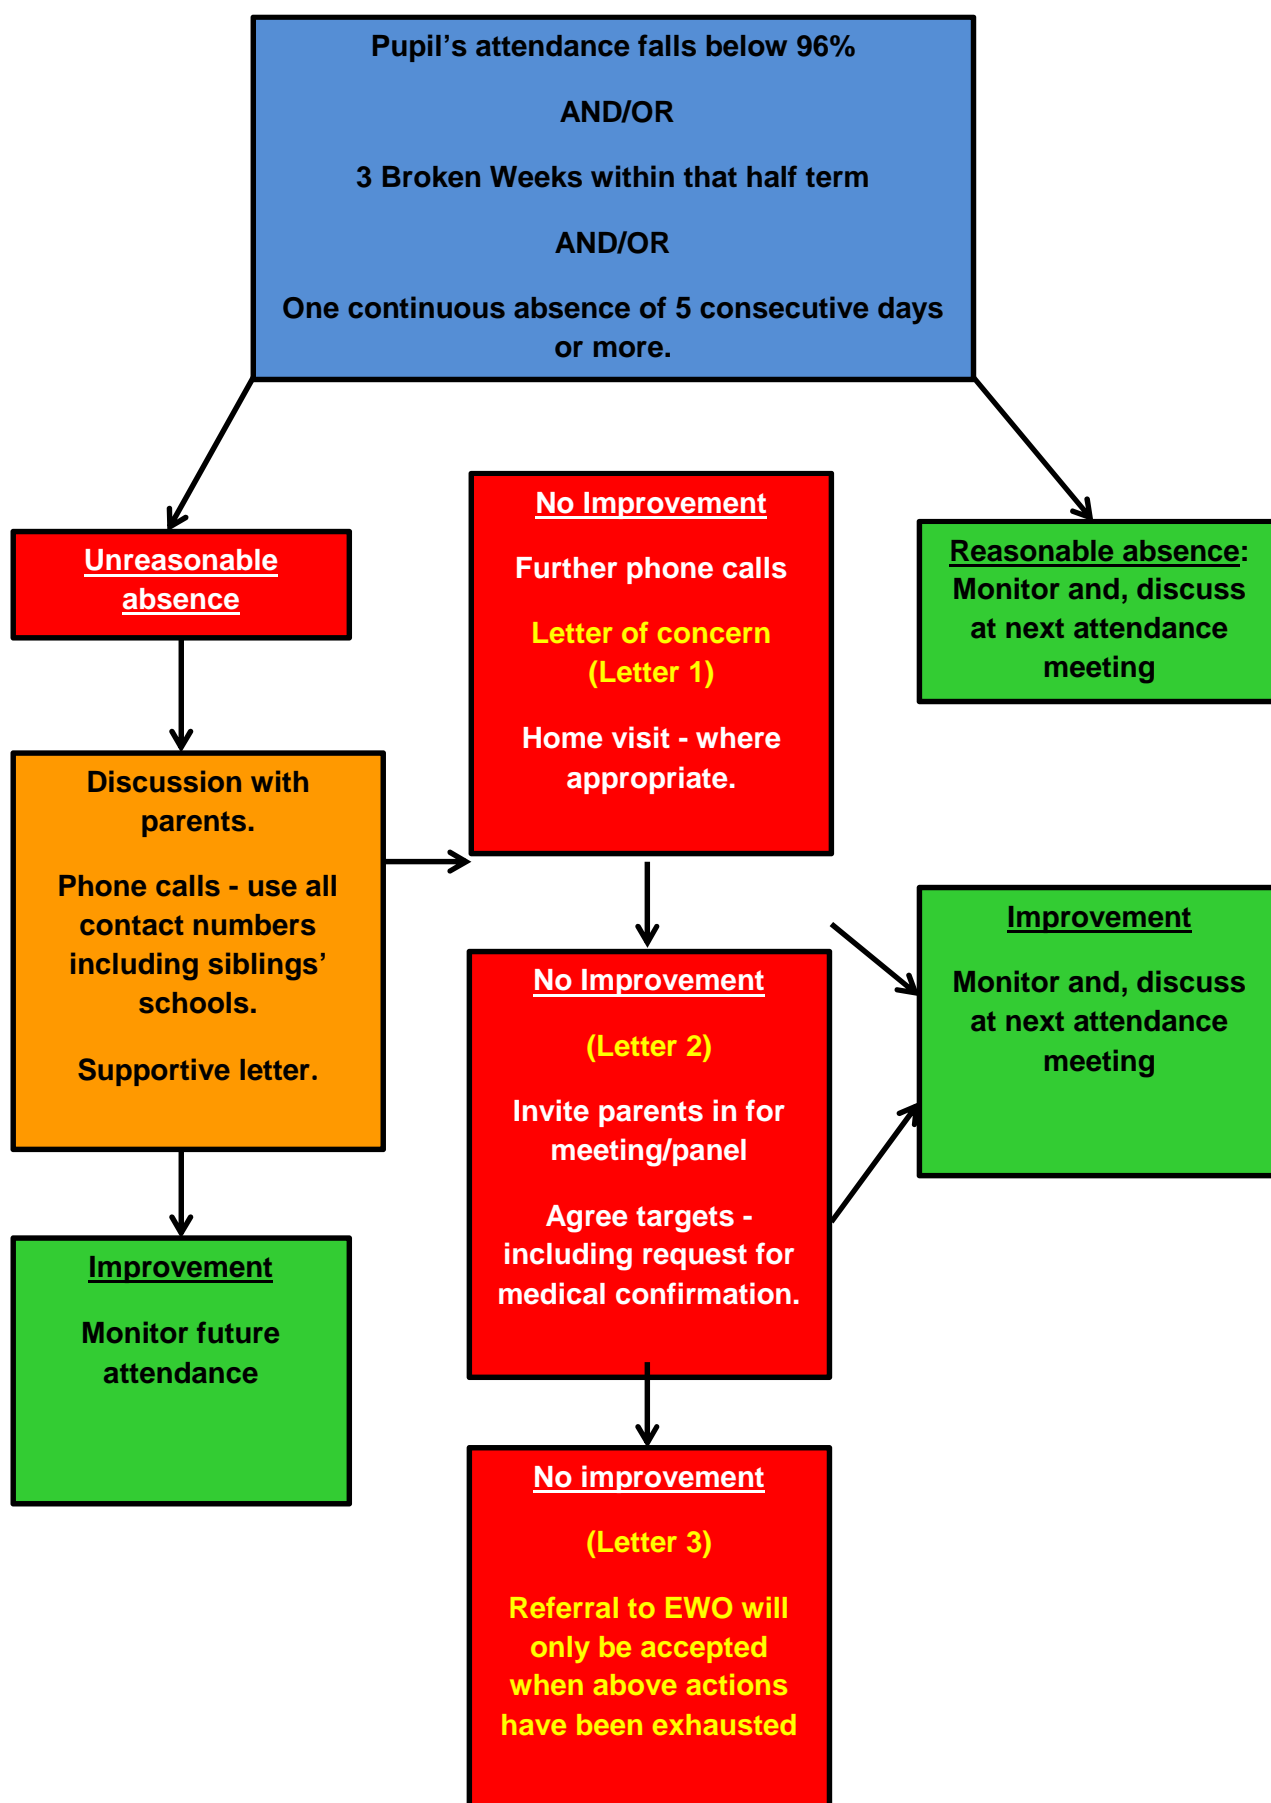 Pupil’s attendance falls below 96%
AND/OR
3 Broken Weeks within that half term
AND/OR
One continuous absence of 5 consecutive days
or more.
Unreasonable
absence
No Improvement
Further phone calls
Letter of concern
(Letter 1)
Home visit - where
appropriate.
Reasonable absence:
Monitor and, discuss
at next attendance
meeting
Discussion with
parents.
Phone calls - use all
contact numbers
including siblings’
schools.
Supportive letter.
Improvement
Monitor and, discuss
at next attendance
meeting
No Improvement
(Letter 2)
Invite parents in for
meeting/panel
Agree targets -
including request for
medical confirmation.
Improvement
Monitor future
attendance
No improvement
(Letter 3)
Referral to EWO will
only be accepted
when above actions
have been exhausted